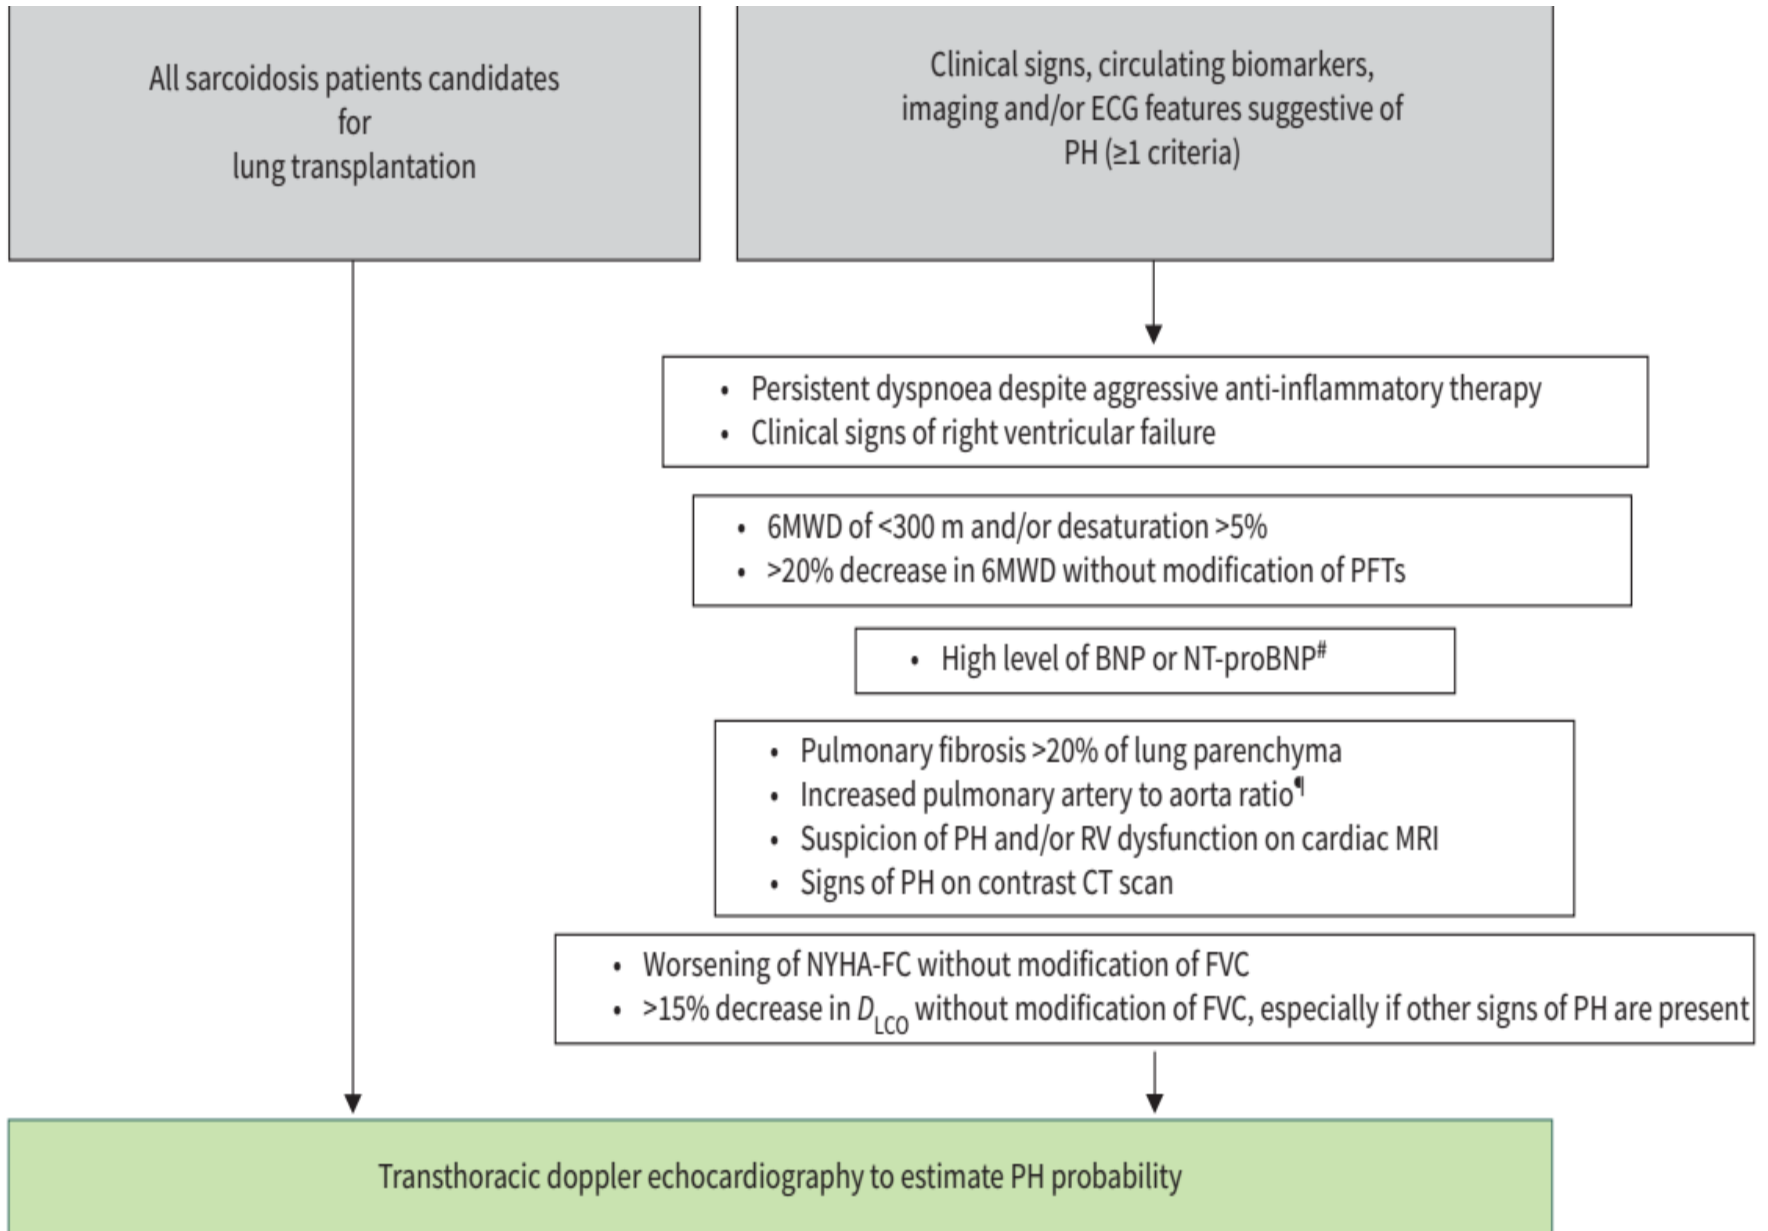 All sarcoidosis patients candidates
for
lung transplantation
Clinical signs, circulating biomarkers,
imaging and/or ECG features suggestive of
PH (≥1 criteria)
• Persistent dyspnoea despite aggressive anti-inflammatory therapy
• Clinical signs of right ventricular failure
• 6MWD of <300 m and/or desaturation >5%
• >20% decrease in 6MWD without modification of PFTs
• High level of BNP or NT-proBNP#
• Pulmonary fibrosis >20% of lung parenchyma
• Increased pulmonary artery to aorta ratio¶
• Suspicion of PH and/or RV dysfunction on cardiac MRI
• Signs of PH on contrast CT scan
• Worsening of NYHA-FC without modification of FVC
• >15% decrease in DLCO without modification of FVC, especially if other signs of PH are present
Transthoracic doppler echocardiography to estimate PH probability